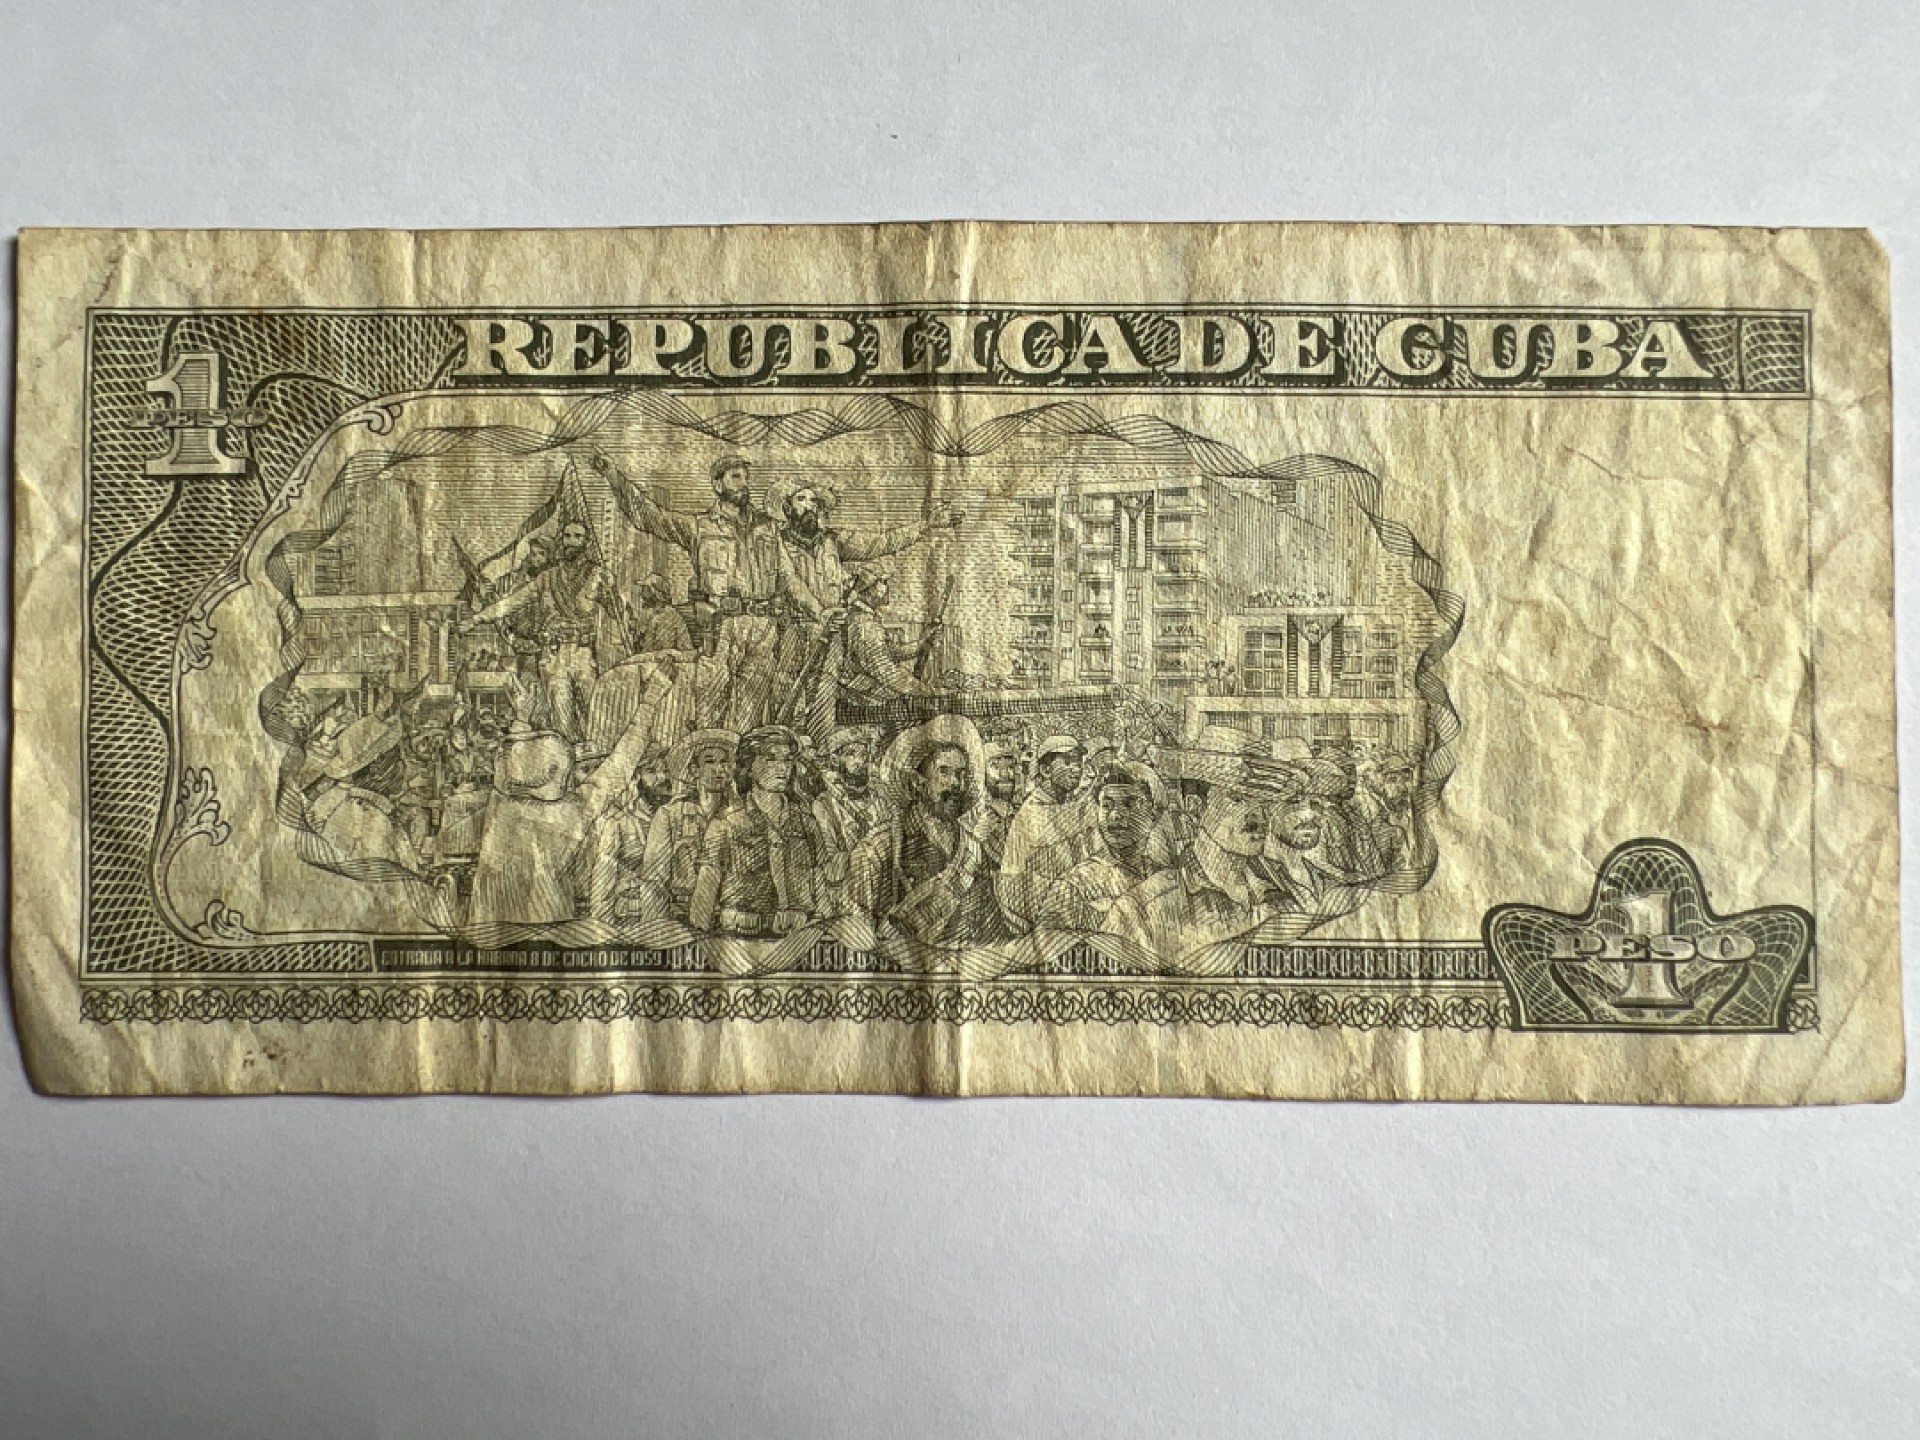 REPUBLICA DE CUBA
1
PESO
ENTRADA A LA HABANA 8 DE ENERO DE 1959
1
PESO